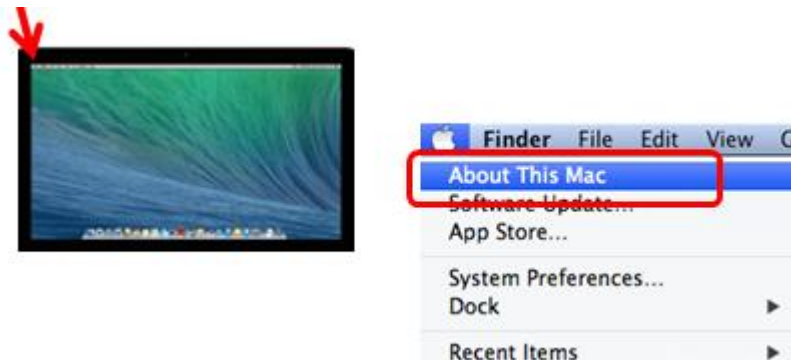 Finder File Edit View
About This Mac
Software Update...
App Store...
System Preferences...
Dock
Recent Items